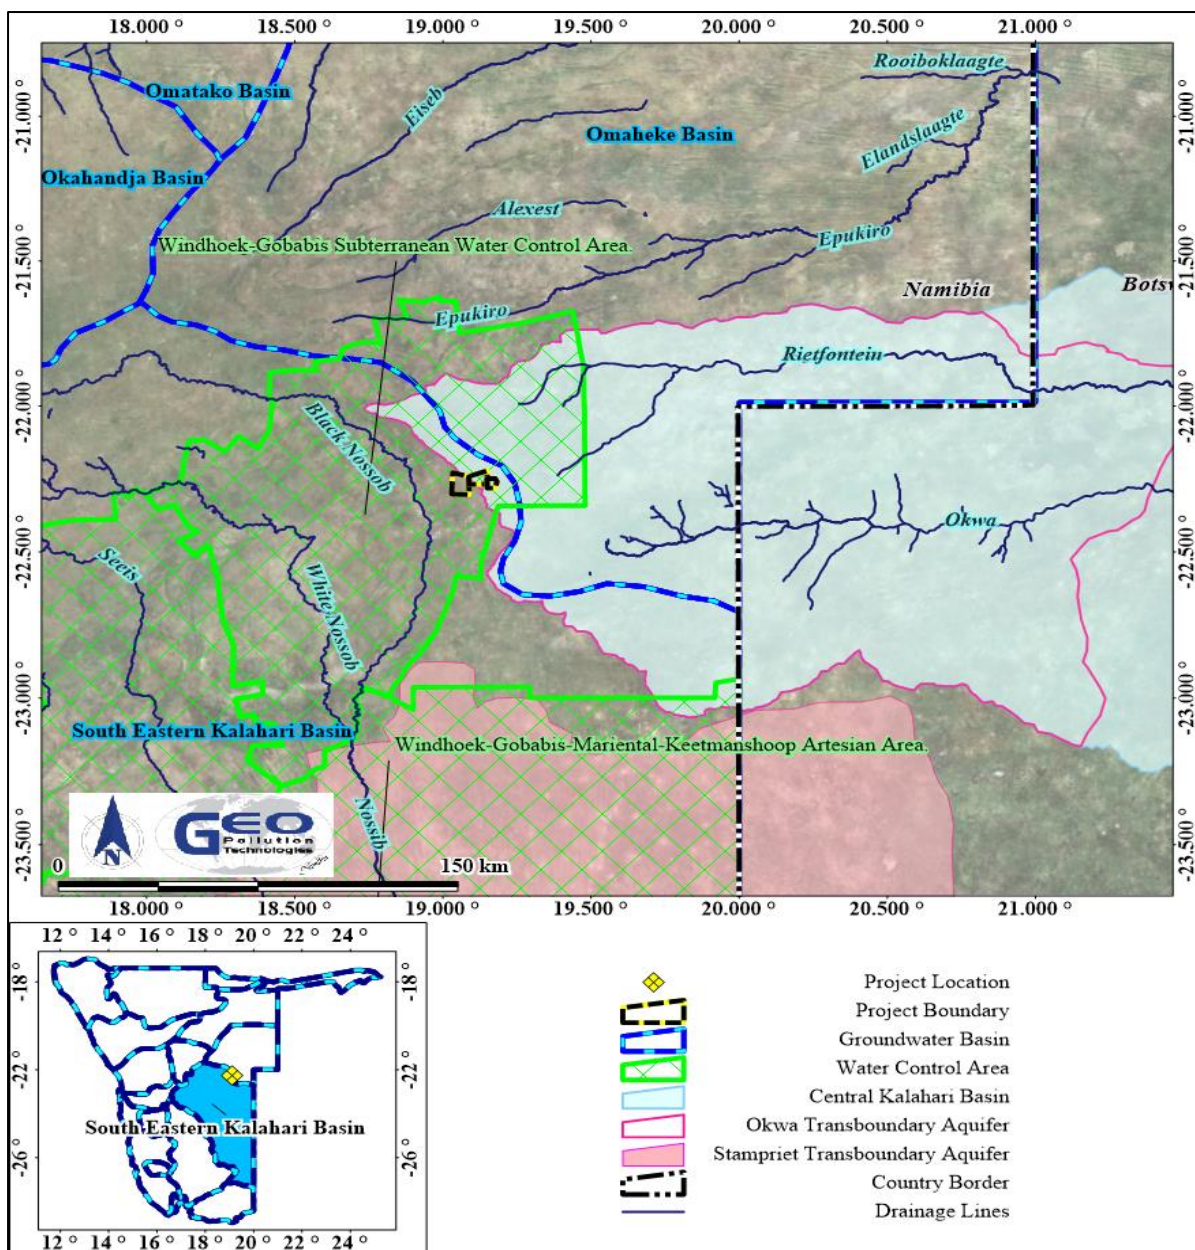 18.000 ° 18.500 ° 19.000 ° 19.500 ° 20.000 ° 20.500 ° 21.000 °
Rooiboklaagte
Omatako Basin
Eiseb
-21.000 ° -21.000 °
Omaheke Basin
Elandslaagte
Okahandja Basin
Alexest
Epukiro
Windhoek-Gobabis Subterranean Water Control Area.
-21.500 ° -21.500 °
Namibia
Botsw
Epukiro
Rietfontein
-22.000 ° -22.000 °
Black Nossob
Okwa
-22.500 ° -22.500 °
Seeis
White Nossob
-23.000 ° -23.000 °
South Eastern Kalahari Basin
Windhoek-Gobabis-Mariental-Keetmanshoop Artesian Area.
Nossib
-23.500 ° -23.500 °
N
GEO
Pollution
Technologies
Namibia
0 150 km
18.000 ° 18.500 ° 19.000 ° 19.500 ° 20.000 ° 20.500 ° 21.000 °
12 ° 14 ° 16 ° 18 ° 20 ° 22 ° 24 °
-18 ° -18 °
-22 ° -22 °
South Eastern Kalahari Basin
-26 ° -26 °
12 ° 14 ° 16 ° 18 ° 20 ° 22 ° 24 °
Project Location
Project Boundary
Groundwater Basin
Water Control Area
Central Kalahari Basin
Okwa Transboundary Aquifer
Stampriet Transboundary Aquifer
Country Border
Drainage Lines